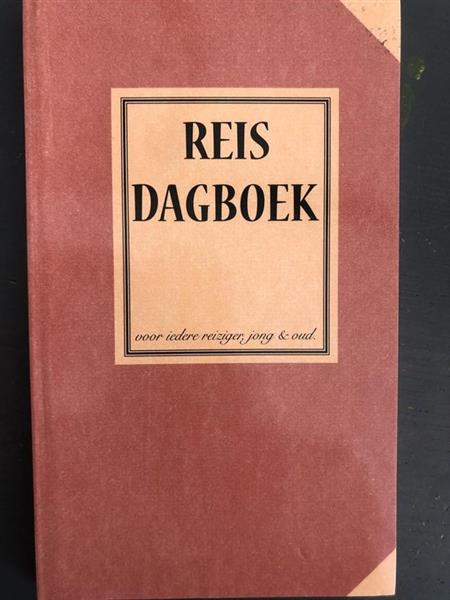 REIS
DAGBOEK
voor iedere reiziger, jong & oud.